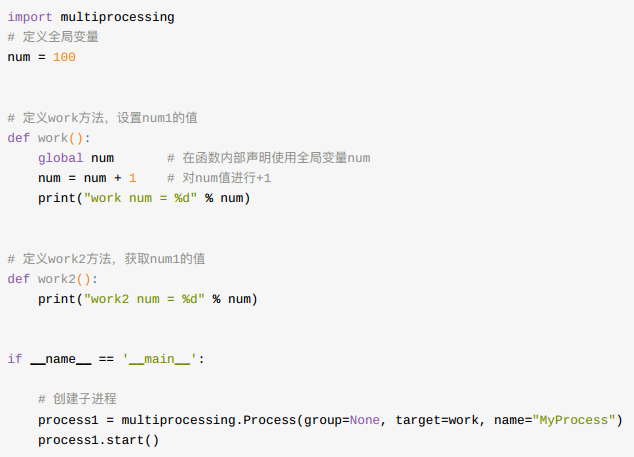 import multiprocessing
# 定义全局变量
num = 100
# 定义work方法，设置num1的值
def work():
    global num       # 在函数内部声明使用全局变量num
    num = num + 1    # 对num值进行+1
    print("work num = %d" % num)
# 定义work2方法，获取num1的值
def work2():
    print("work2 num = %d" % num)
if __name__ == '__main__':
    # 创建子进程
    process1 = multiprocessing.Process(group=None, target=work, name="MyProcess")
    process1.start()